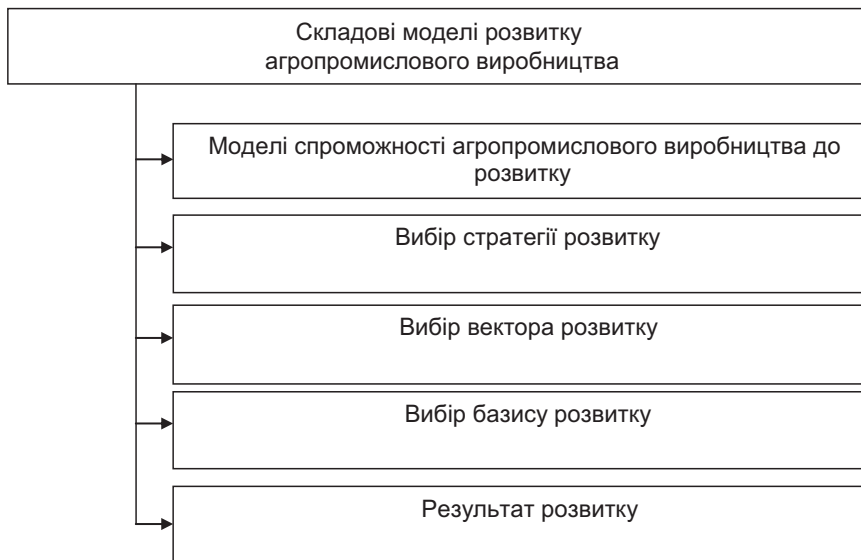 Складові моделі розвитку
агропромислового виробництва
Моделі спроможності агропромислового виробництва до
розвитку
Вибір стратегії розвитку
Вибір вектора розвитку
Вибір базису розвитку
Результат розвитку